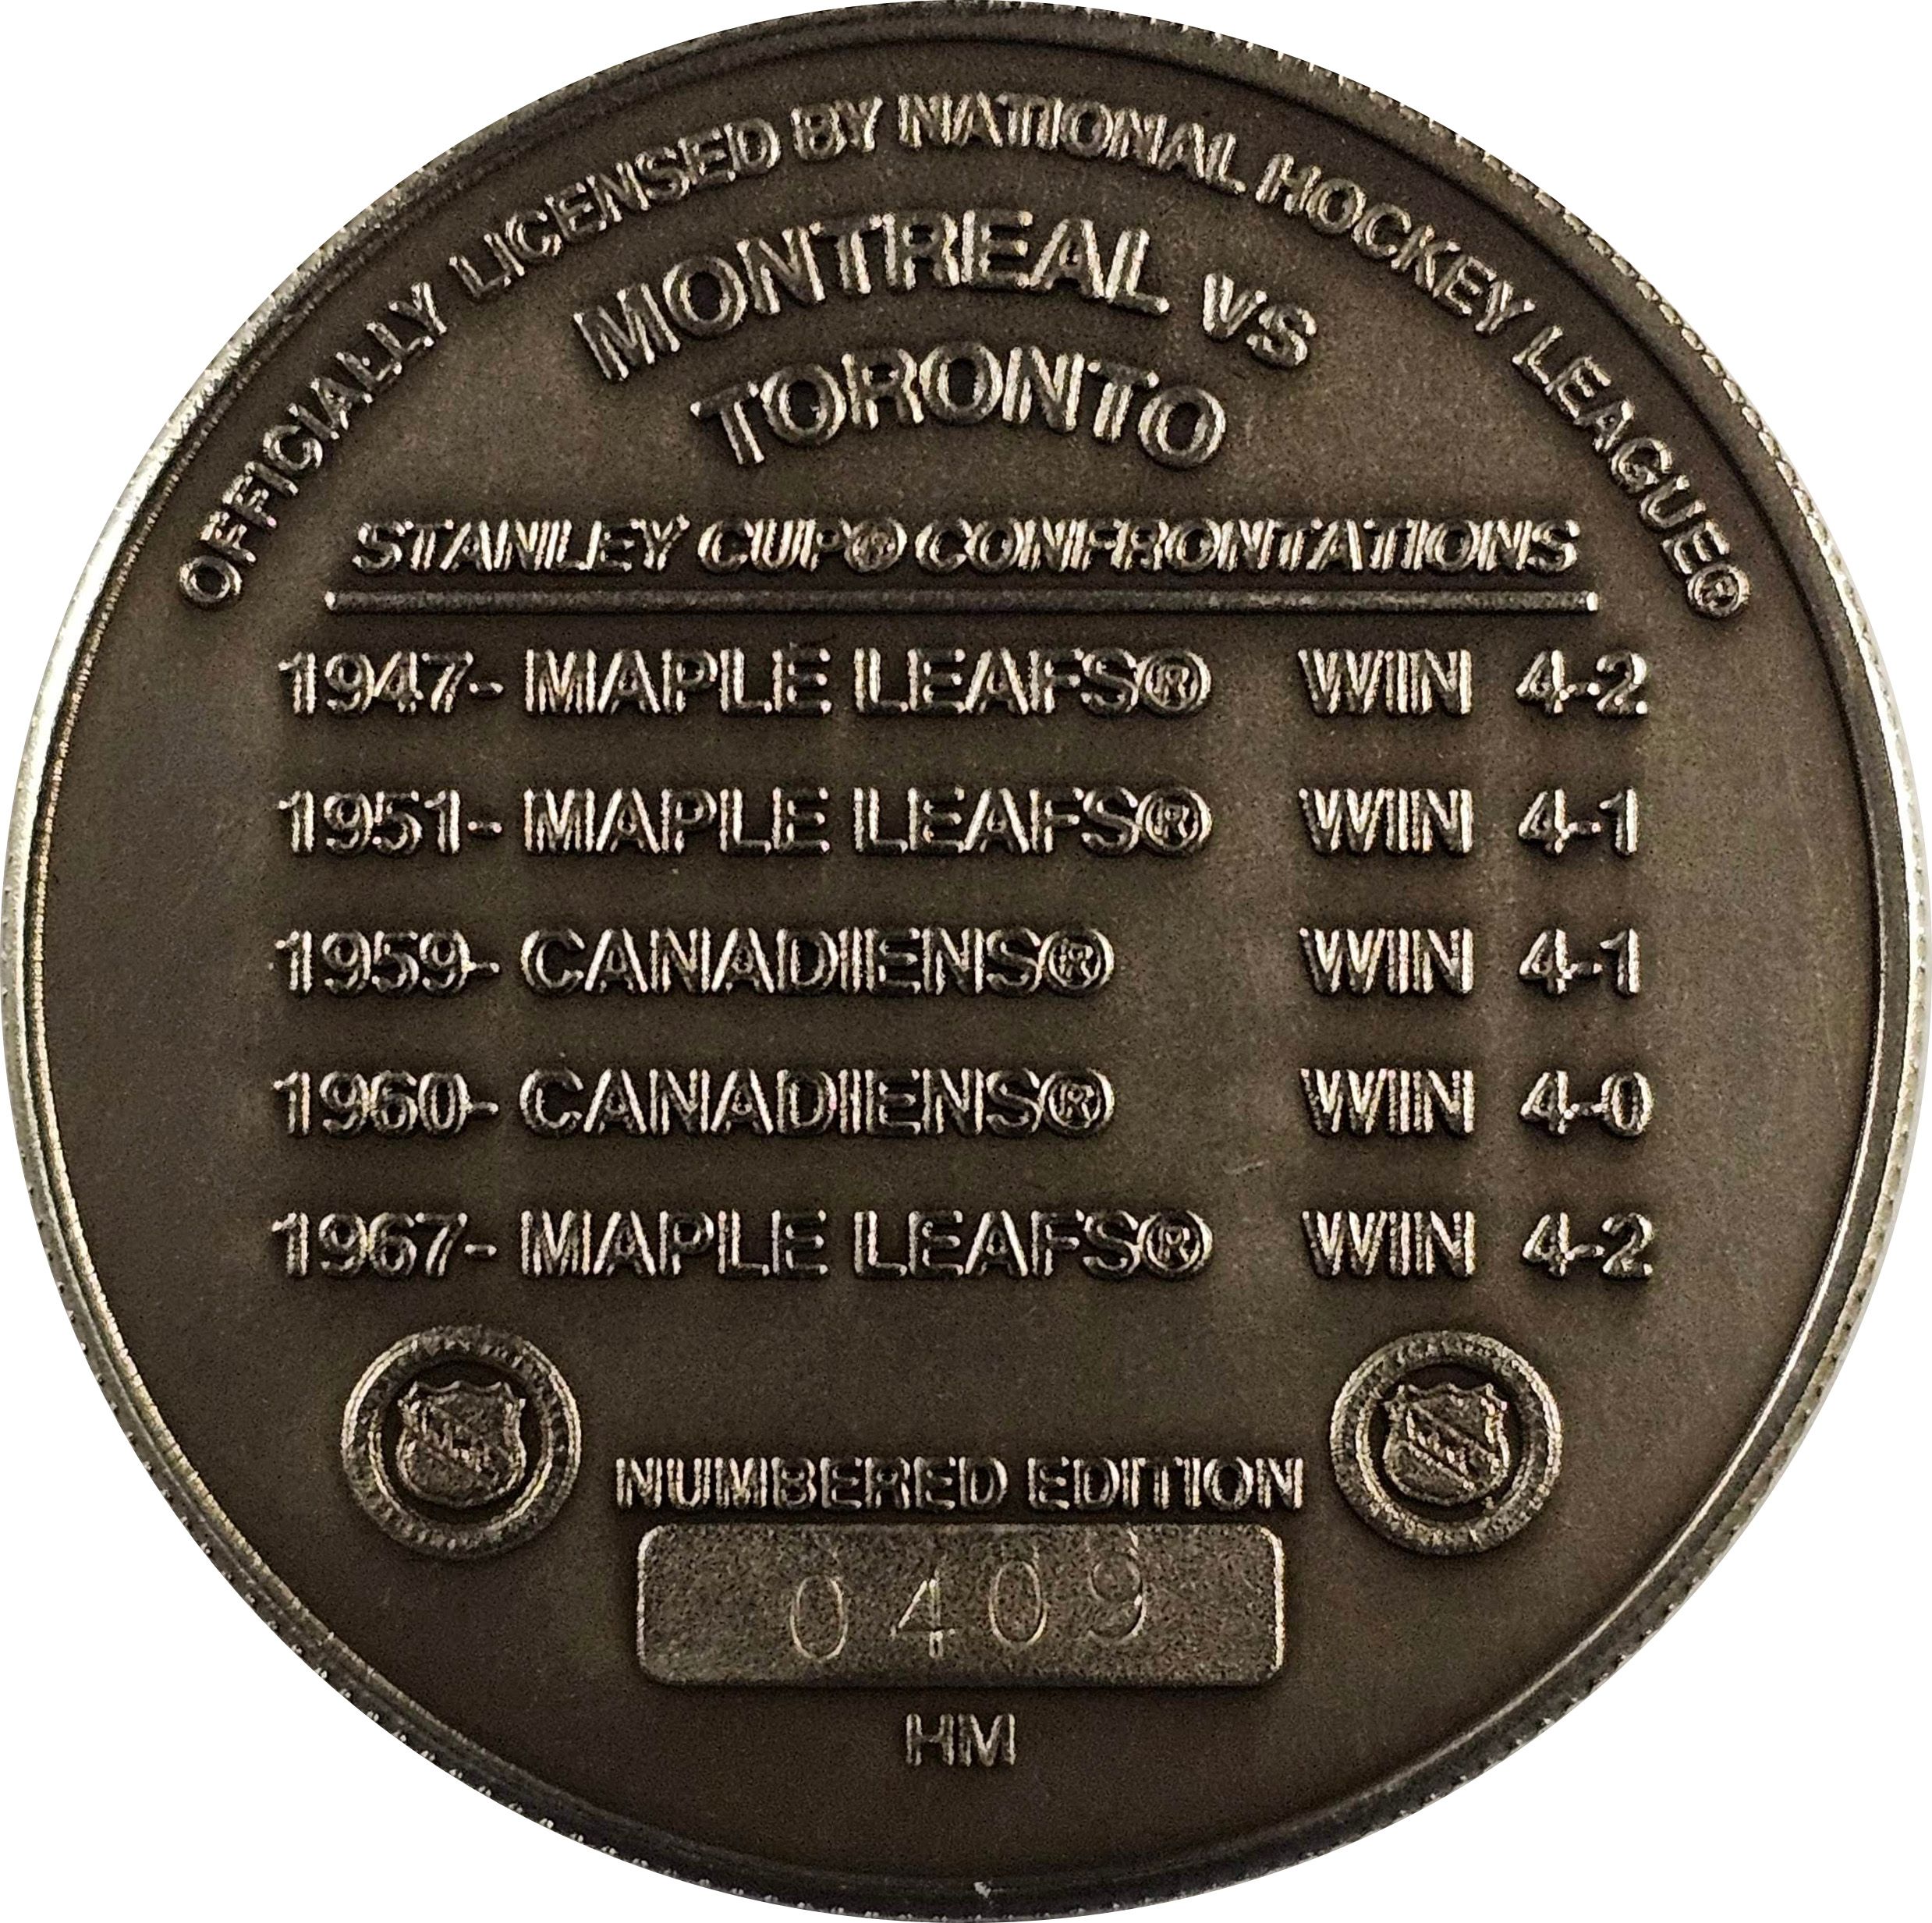 OFFICIALLY LICENSED BY NATIONAL HOCKEY LEAGUE®
MONTREAL VS
TORONTO
STANLEY CUP® CONFRONTATIONS
1947- MAPLE LEAFS® WIN 4-2
1951- MAPLE LEAFS® WIN 4-1
1959- CANADIENS® WIN 4-1
1960- CANADIENS® WIN 4-0
1967- MAPLE LEAFS® WIN 4-2
NUMBERED EDITION
0409
HM